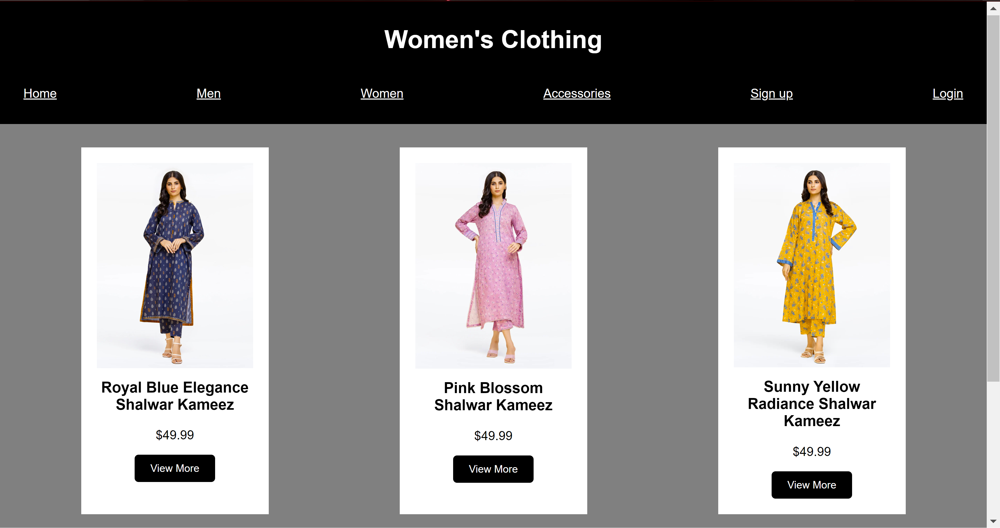 Women's Clothing
Home Men Women Accessories Sign up Login
Royal Blue Elegance
Shalwar Kameez
$49.99
View More
Pink Blossom
Shalwar Kameez
$49.99
View More
Sunny Yellow
Radiance Shalwar
Kameez
$49.99
View More